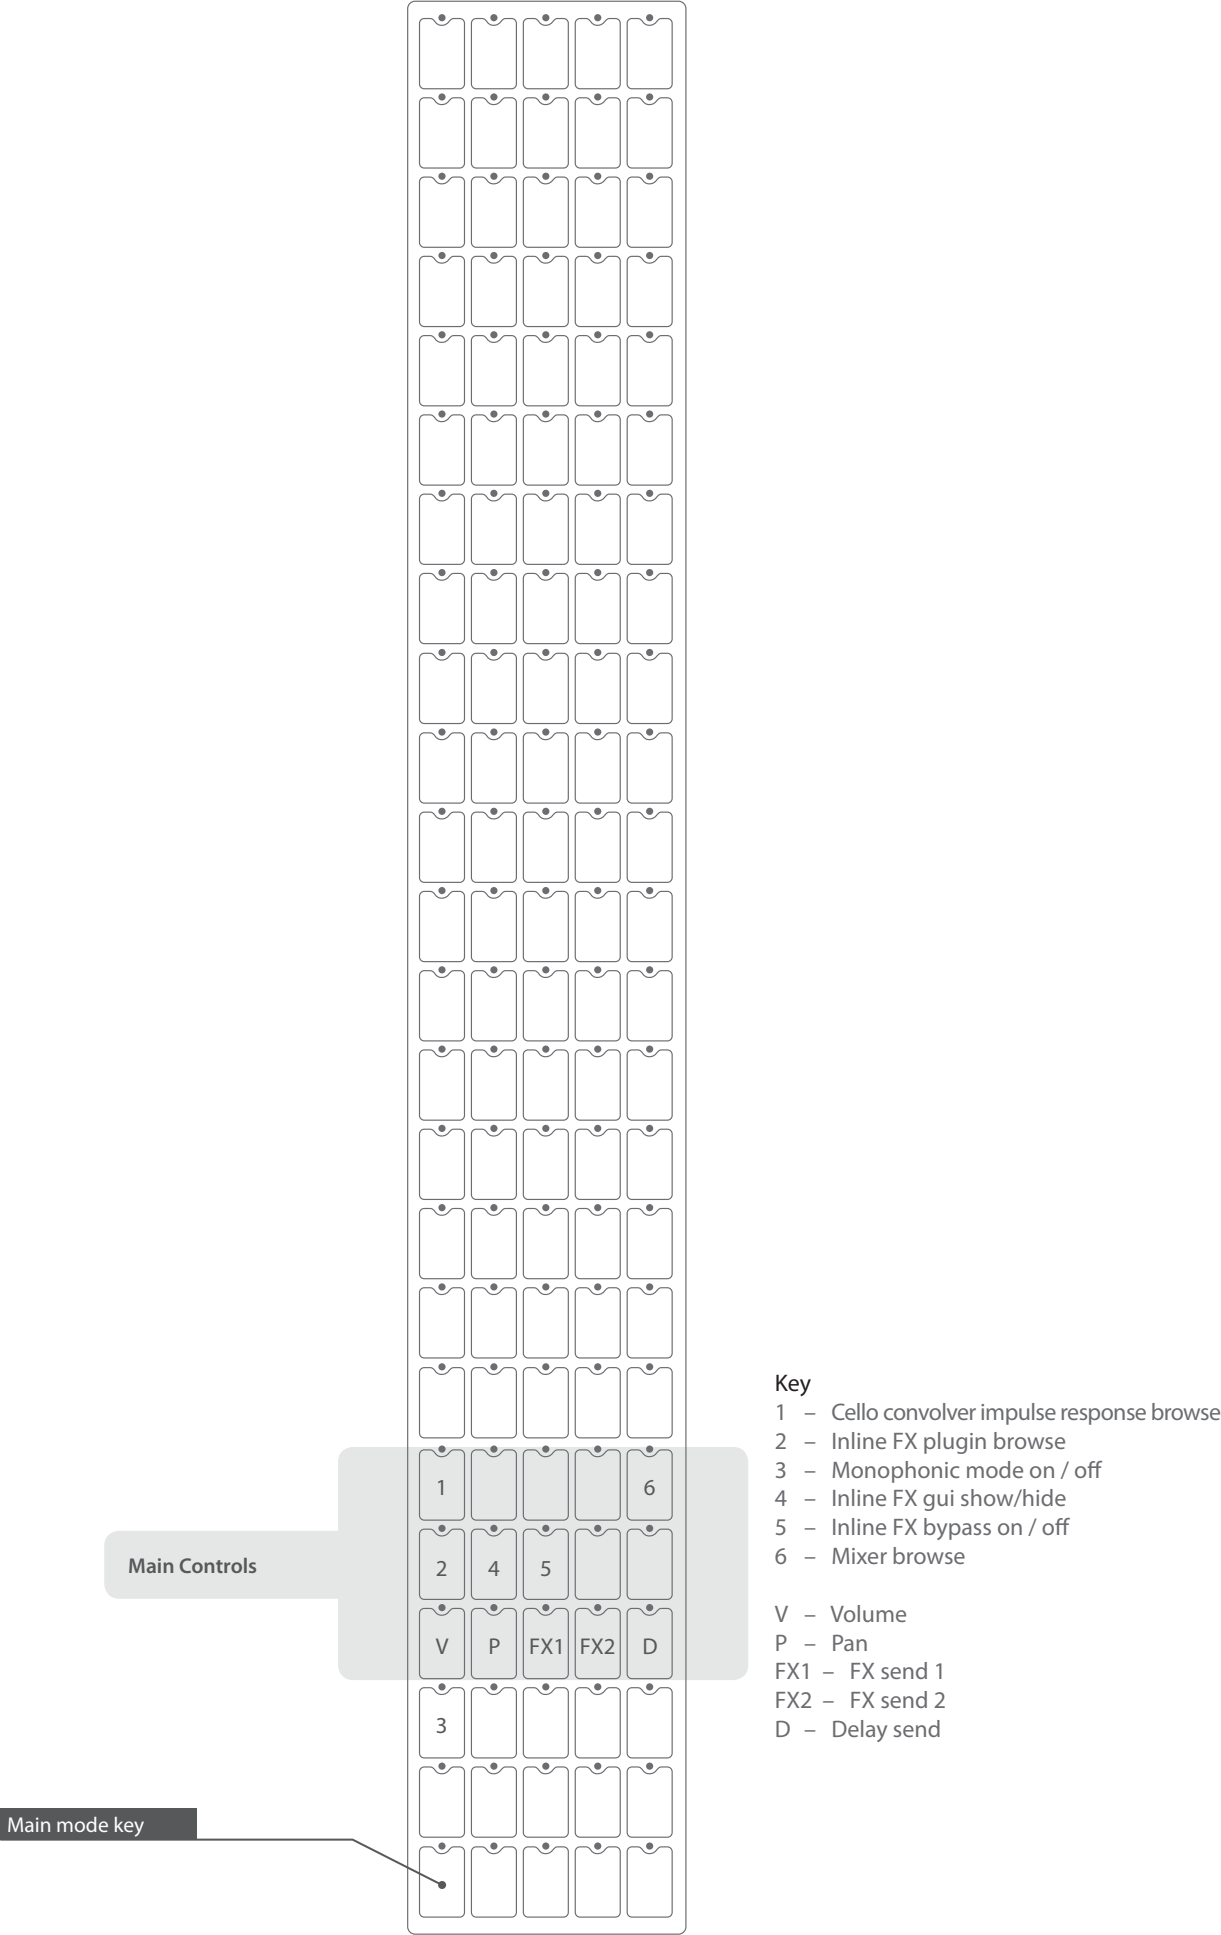 Key
1 – Cello convolver impulse response browse
2 – Inline FX plugin browse
3 – Monophonic mode on / off
4 – Inline FX gui show/hide
5 – Inline FX bypass on / off
6 – Mixer browse
V – Volume
P – Pan
FX1 – FX send 1
FX2 – FX send 2
D – Delay send
Main Controls
1 6
2 4 5
V P FX1 FX2 D
3
Main mode key